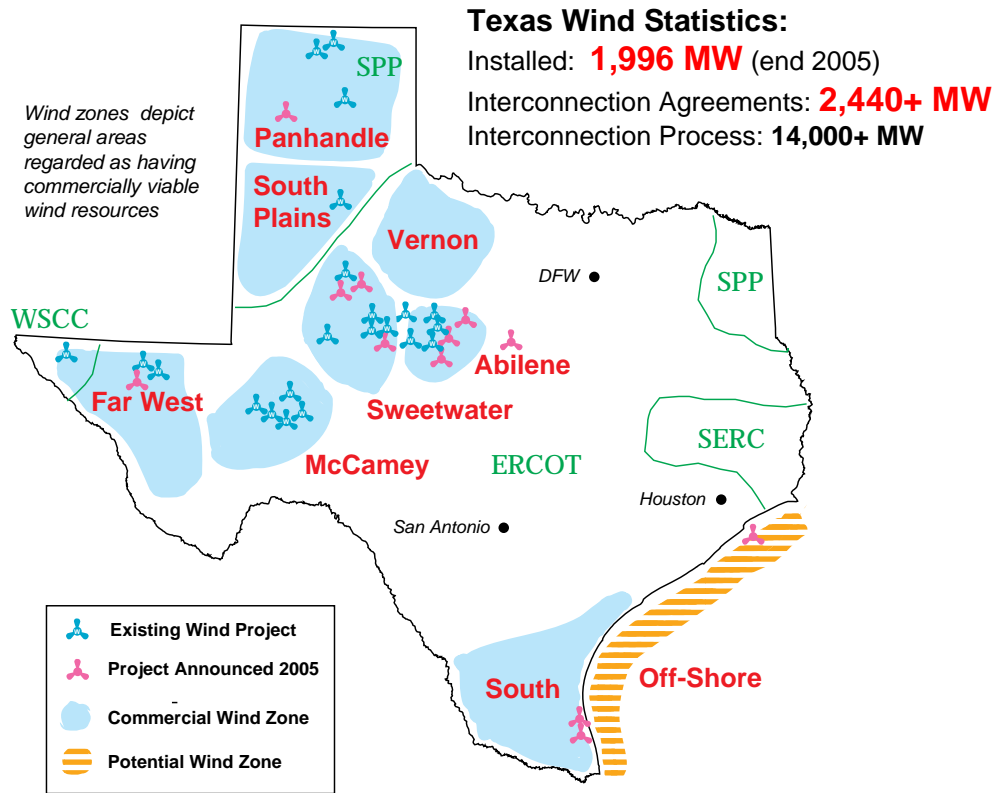 Texas Wind Statistics:
Installed: 1,996 MW (end 2005)
Interconnection Agreements: 2,440+ MW
Interconnection Process: 14,000+ MW
Wind zones depict
general areas
regarded as having
commercially viable
wind resources
SPP
Panhandle
South
Plains
Vernon
DFW
SPP
WSCC
Abilene
Far West
Sweetwater
SERC
McCamey
ERCOT
Houston
San Antonio
South
Off-Shore
W Existing Wind Project
Project Announced 2005
Commercial Wind Zone
Potential Wind Zone